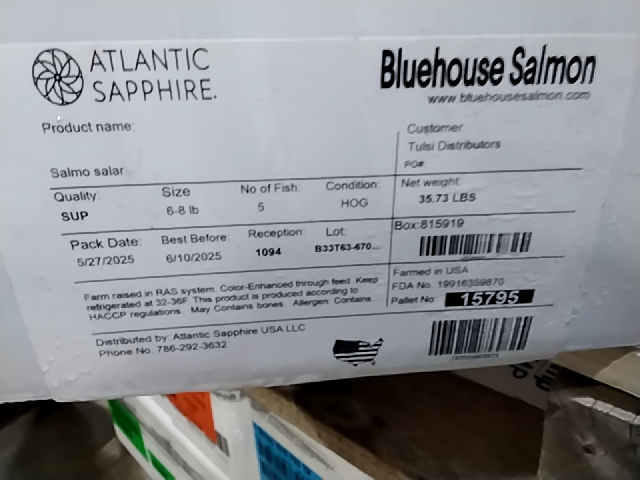 ATLANTIC
SAPPHIRE.
Bluehouse Salmon
www.bluehousesalmon.com
Product name:
Salmo salar
Customer:
Tulsi Distributors
PO#
Quality: Size No of Fish: Condition: Net weight:
SUP 6-8 lb 5 HOG 35.73 LBS
Pack Date: Best Before: Reception: Lot: Box:815919
5/27/2025 6/10/2025 1094 B33T63-670...
Farm raised in RAS system. Color-Enhanced through feed. Keep
refrigerated at 32-36F. This product is produced according to
HACCP regulations. May Contains bones. Allergen: Contains
Farmed in USA
FDA No. 19916359870
Pallet No: 15795
Distributed by: Atlantic Sapphire USA LLC
Phone No. 786-292-3632